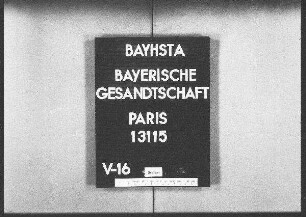 BAYHSTA
BAYERISCHE
GESANDTSCHAFT
PARIS
13115
V-16